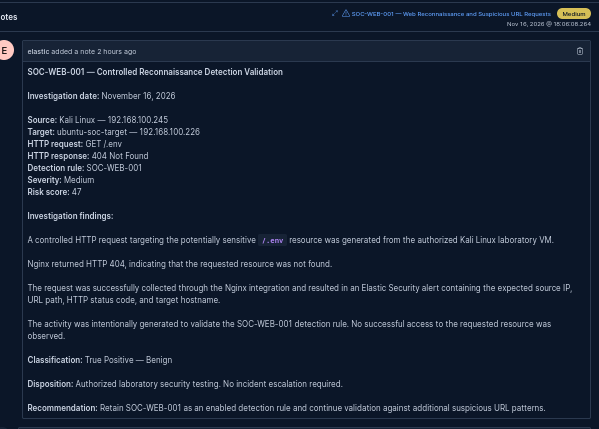 otes
SOC-WEB-001 — Web Reconnaissance and Suspicious URL Requests
Medium
Nov 16, 2026 @ 18:06:08.264
E
elastic added a note 2 hours ago
SOC-WEB-001 — Controlled Reconnaissance Detection Validation
Investigation date: November 16, 2026
Source: Kali Linux — 192.168.100.245
Target: ubuntu-soc-target — 192.168.100.226
HTTP request: GET /.env
HTTP response: 404 Not Found
Detection rule: SOC-WEB-001
Severity: Medium
Risk score: 47
Investigation findings:
A controlled HTTP request targeting the potentially sensitive /.env resource was generated from the authorized Kali Linux laboratory VM.
Nginx returned HTTP 404, indicating that the requested resource was not found.
The request was successfully collected through the Nginx integration and resulted in an Elastic Security alert containing the expected source IP,
URL path, HTTP status code, and target hostname.
The activity was intentionally generated to validate the SOC-WEB-001 detection rule. No successful access to the requested resource was
observed.
Classification: True Positive — Benign
Disposition: Authorized laboratory security testing. No incident escalation required.
Recommendation: Retain SOC-WEB-001 as an enabled detection rule and continue validation against additional suspicious URL patterns.